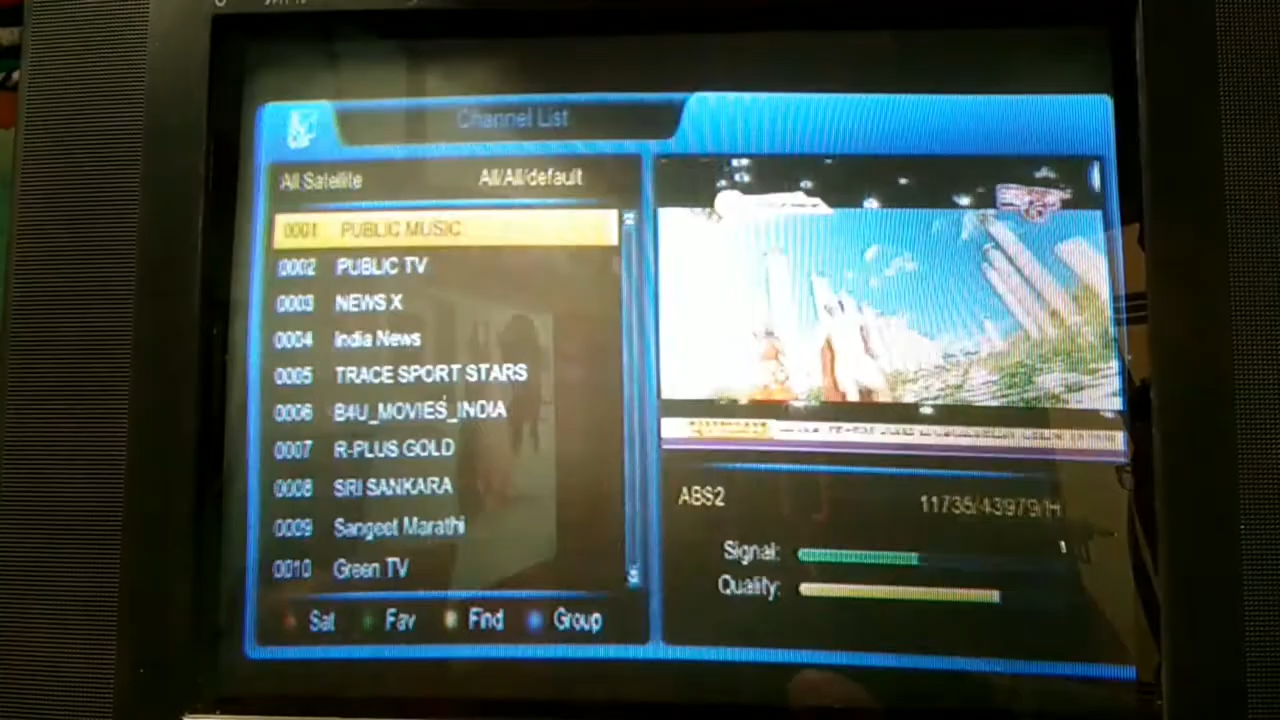 Channel List
All Satellite All/All/default
0001 PUBLIC MUSIC
0002 PUBLIC TV
0003 NEWS X
0004 India News
0005 TRACE SPORT STARS
0006 B4U_MOVIES_INDIA
0007 R-PLUS GOLD
0008 SRI SANKARA
0009 Sangeet Marathi
0010 Green TV
Sat Fav Find Group
ABS2 11735/43979/H
Signal:
Quality: